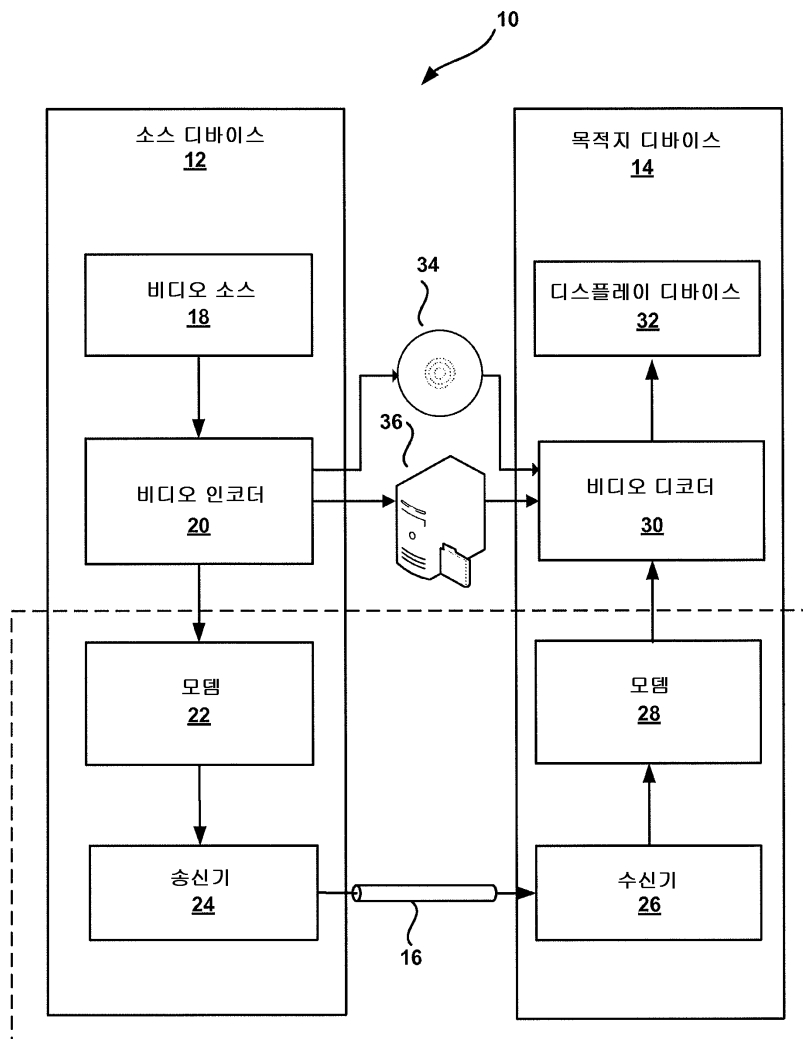 10
소스 디바이스
12
목적지 디바이스
14
비디오 소스
18
34
디스플레이 디바이스
32
36
비디오 인코더
20
비디오 디코더
30
모뎀
22
모뎀
28
송신기
24
수신기
26
16